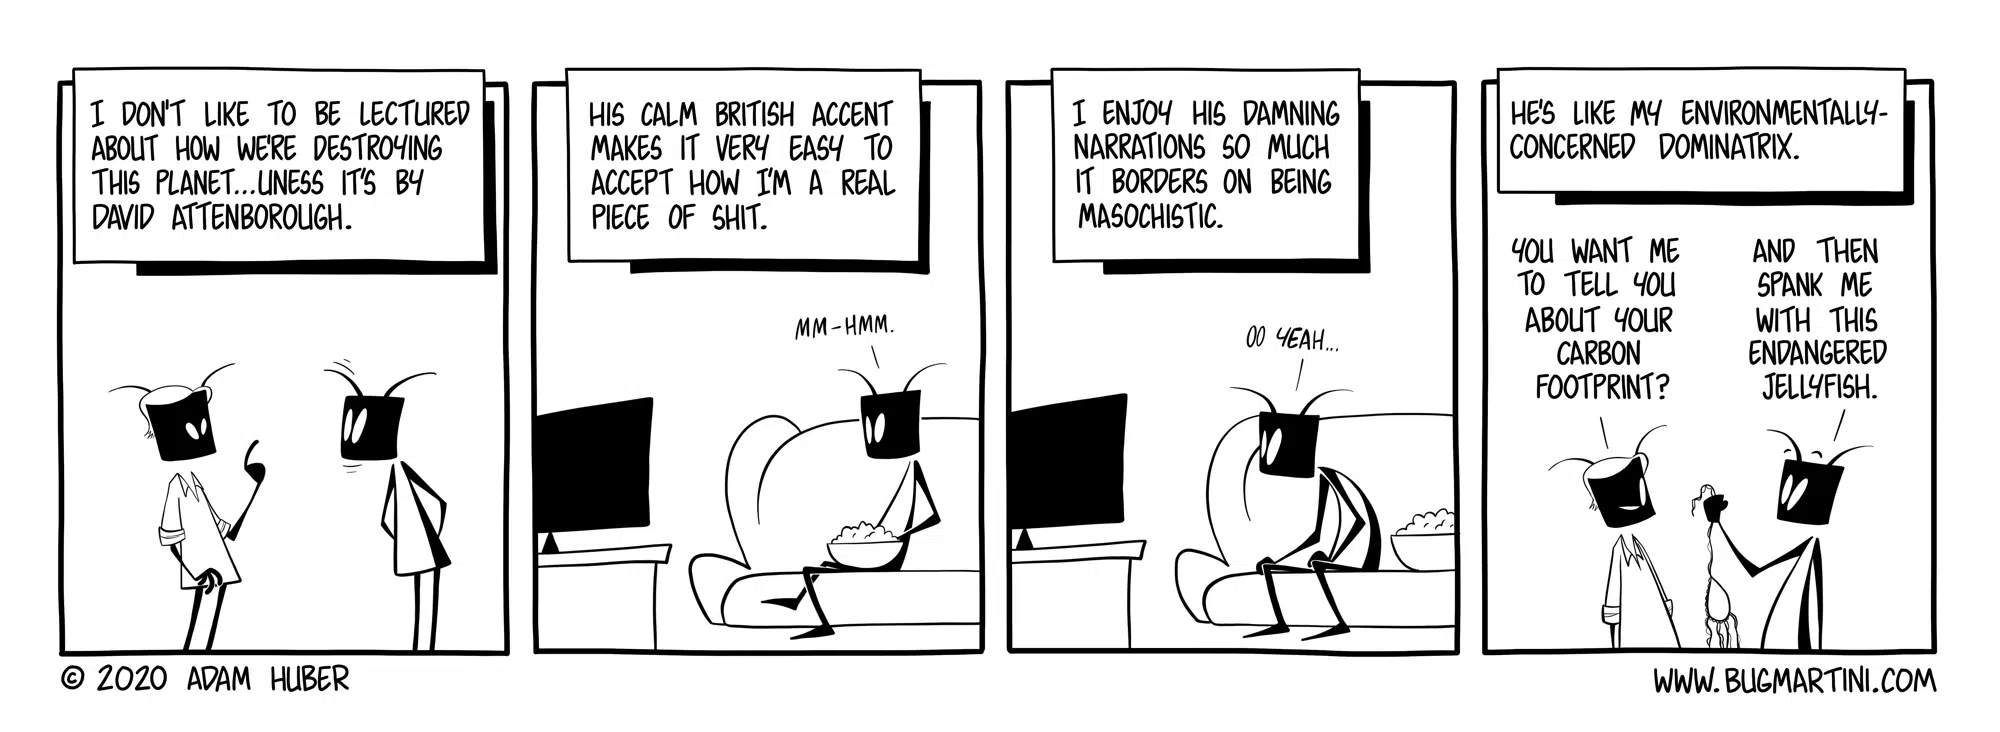 I DON'T LIKE TO BE LECTURED
ABOUT HOW WE'RE DESTROYING
THIS PLANET...UNESS IT'S BY
DAVID ATTENBOROUGH.
HIS CALM BRITISH ACCENT
MAKES IT VERY EASY TO
ACCEPT HOW I'M A REAL
PIECE OF SHIT.
MM-HMM.
I ENJOY HIS DAMNING
NARRATIONS SO MUCH
IT BORDERS ON BEING
MASOCHISTIC.
OO YEAH...
HE'S LIKE MY ENVIRONMENTALLY-
CONCERNED DOMINATRIX.
YOU WANT ME
TO TELL YOU
ABOUT YOUR
CARBON
FOOTPRINT?
AND THEN
SPANK ME
WITH THIS
ENDANGERED
JELLYFISH.
© 2020 ADAM HUBER
WWW.BUGMARTINI.COM